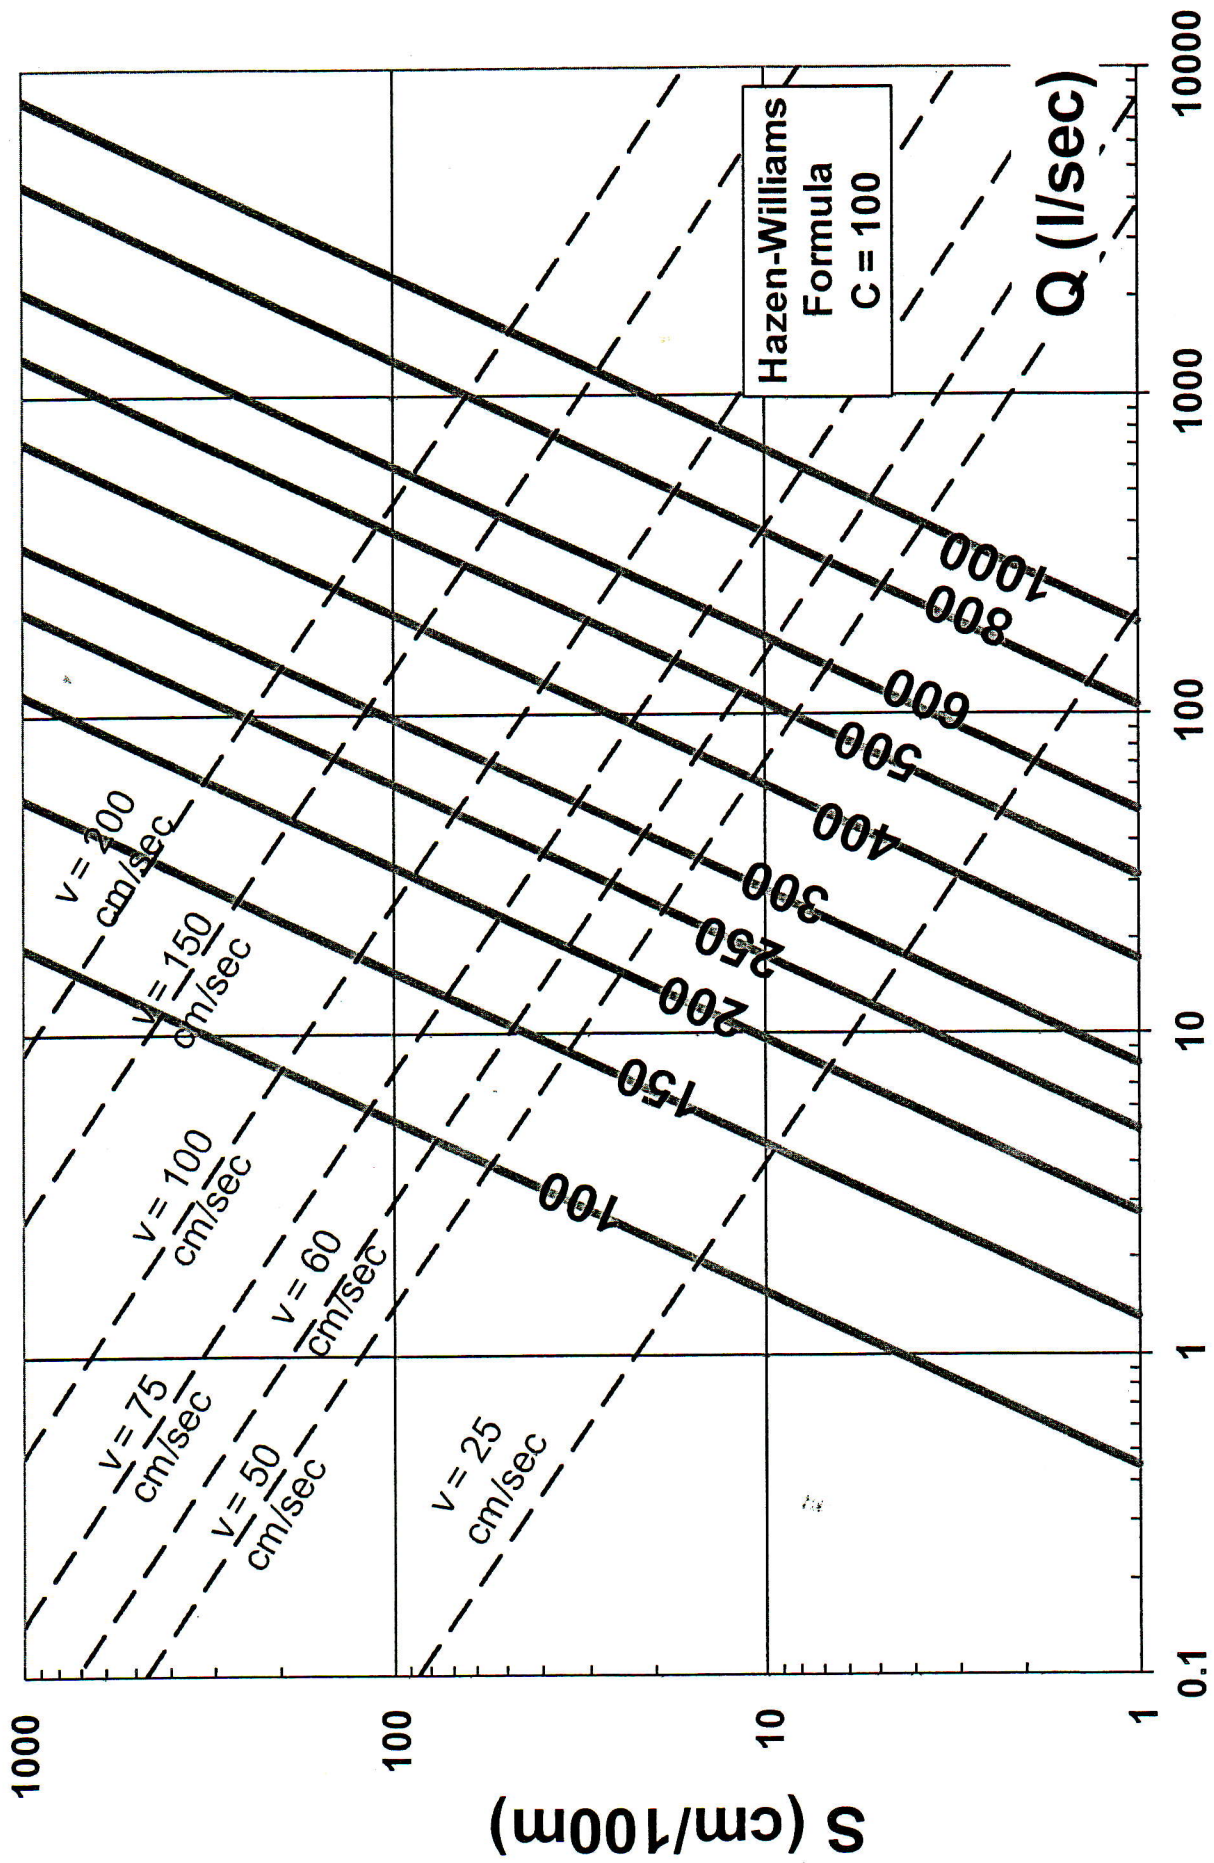 1000
100
10
1
S (cm/100m)
0.1
1
10
100
1000
10000
Q (l/sec)
Hazen-Williams
Formula
C = 100
v = 200
cm/sec
v = 150
cm/sec
v = 100
cm/sec
v = 75
cm/sec
v = 60
cm/sec
v = 50
cm/sec
v = 25
cm/sec
100
150
200
250
300
400
500
600
800
1000